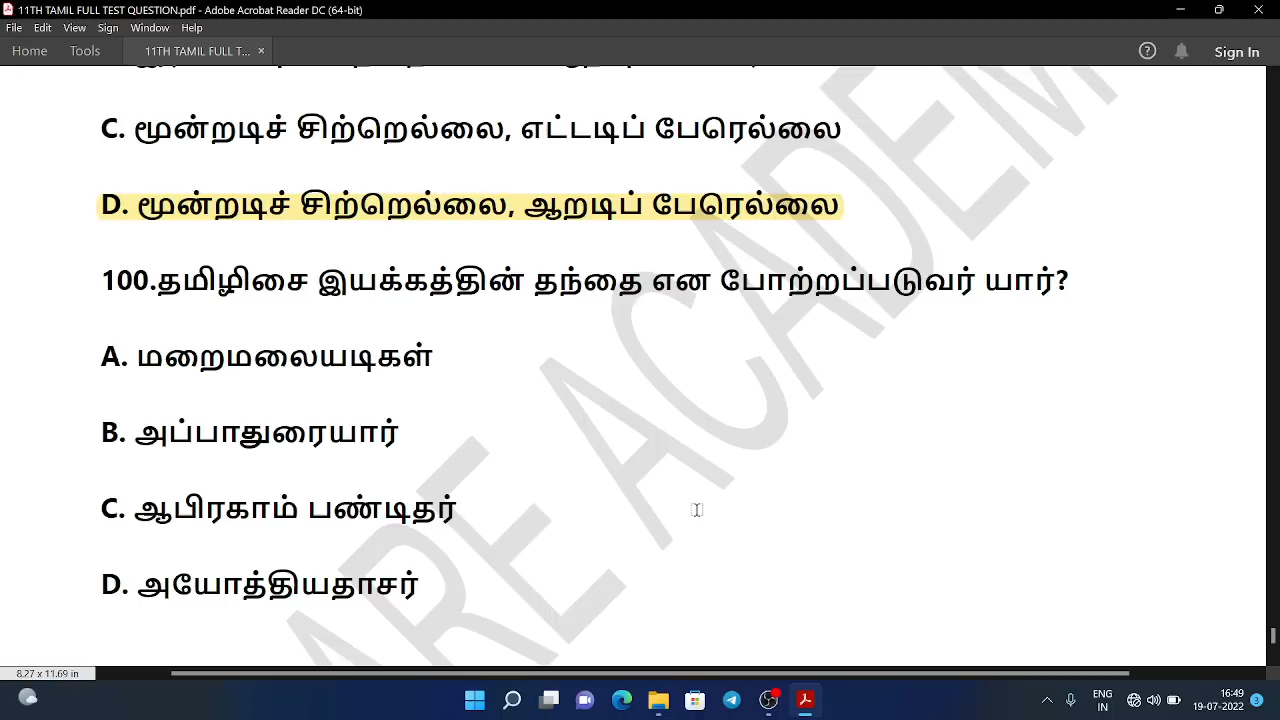 11TH TAMIL FULL TEST QUESTION.pdf - Adobe Acrobat Reader DC (64-bit)
File Edit View Sign Window Help
Home Tools 11TH TAMIL FULL T... × Sign In
C. மூன்றடிச் சிற்றெல்லை, எட்டடிப் பேரெல்லை
D. மூன்றடிச் சிற்றெல்லை, ஆறடிப் பேரெல்லை
100.தமிழிசை இயக்கத்தின் தந்தை என போற்றப்படுவர் யார்?
A. மறைமலையடிகள்
B. அப்பாதுரையார்
C. ஆபிரகாம் பண்டிதர்
D. அயோத்தியதாசர்
ARE ACADEM
8.27 x 11.69 in
ENG 16:49
IN 19-07-2022 3